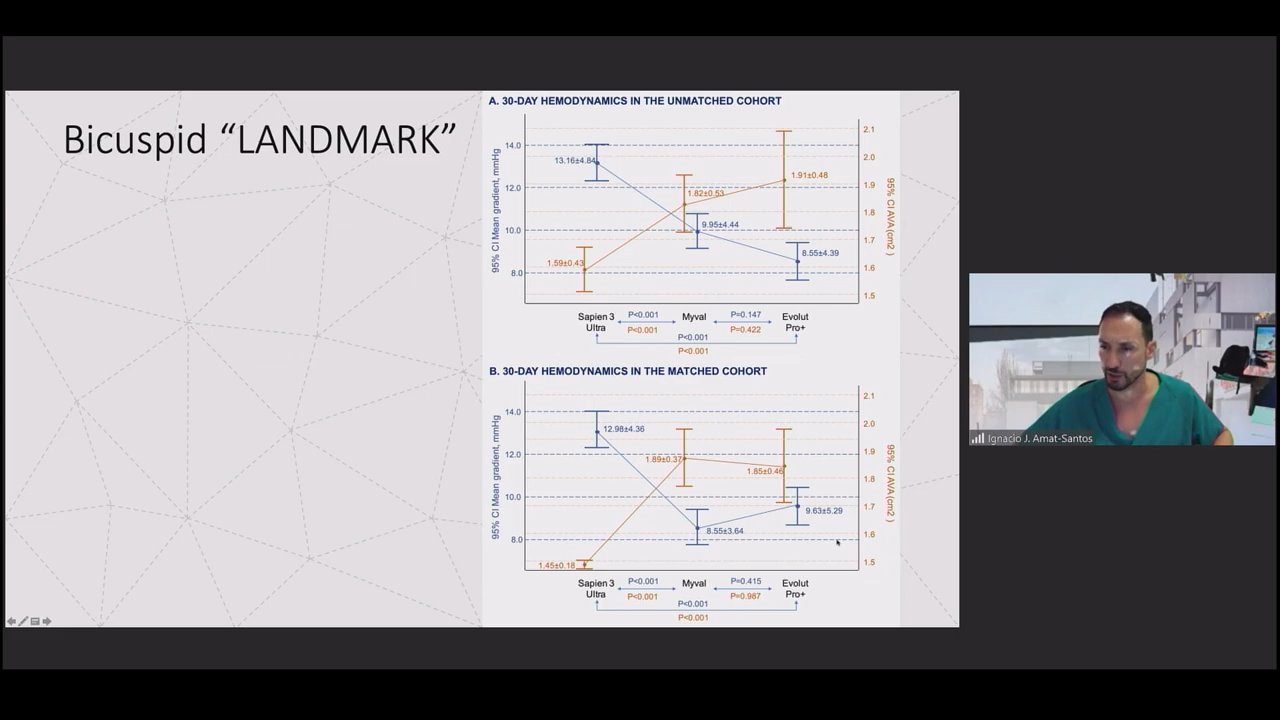 Bicuspid “LANDMARK”
A. 30-DAY HEMODYNAMICS IN THE UNMATCHED COHORT
95% CI Mean gradient, mmHg
14.0
12.0
10.0
8.0
13.16±4.84
9.95±4.44
8.55±4.39
1.59±0.43
1.82±0.53
1.91±0.48
2.1
2.0
1.9
1.8
1.7
1.6
1.5
95% CI AVA (cm2 )
Sapien 3
Ultra
P<0.001
P<0.001
Myval
P=0.147
P=0.422
Evolut
Pro+
P<0.001
P<0.001
B. 30-DAY HEMODYNAMICS IN THE MATCHED COHORT
95% CI Mean gradient, mmHg
14.0
12.0
10.0
8.0
12.98±4.36
8.55±3.64
9.63±5.29
1.45±0.18
1.89±0.37
1.85±0.46
2.1
2.0
1.9
1.8
1.7
1.6
1.5
95% CI AVA (cm2 )
Sapien 3
Ultra
P<0.001
P<0.001
Myval
P=0.415
P=0.987
Evolut
Pro+
P<0.001
P<0.001
Ignacio J. Amat-Santos